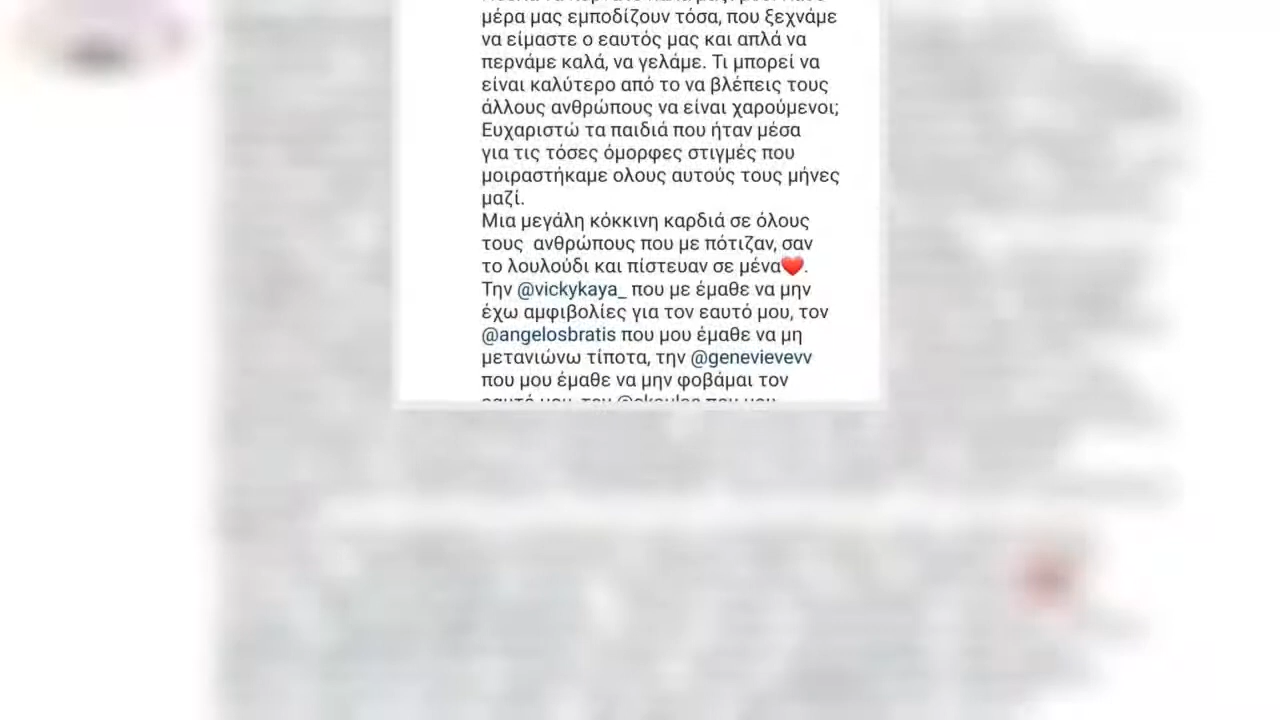 μέρα μας εμποδίζουν τόσα, που ξεχνάμε
να είμαστε ο εαυτός μας και απλά να
περνάμε καλά, να γελάμε. Τι μπορεί να
είναι καλύτερο από το να βλέπεις τους
άλλους ανθρώπους να είναι χαρούμενοι;
Ευχαριστώ τα παιδιά που ήταν μέσα
για τις τόσες όμορφες στιγμές που
μοιραστήκαμε ολους αυτούς τους μήνες
μαζί.
Μια μεγάλη κόκκινη καρδιά σε όλους
τους ανθρώπους που με πότιζαν, σαν
το λουλούδι και πίστευαν σε μένα❤️.
Την @vickykaya_ που με έμαθε να μην
έχω αμφιβολίες για τον εαυτό μου, τον
@angelosbratis που μου έμαθε να μη
μετανιώνω τίποτα, την @genevievevv
που μου έμαθε να μην φοβάμαι τον